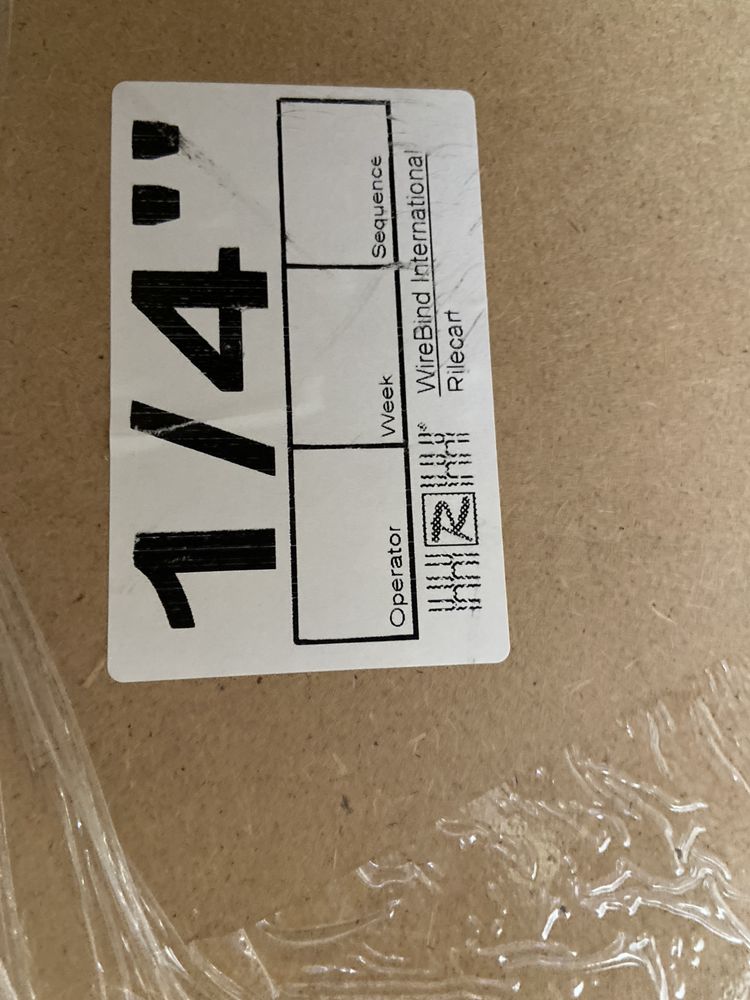 1/4"
Operator Week Sequence
R
WireBind International
Rilecart